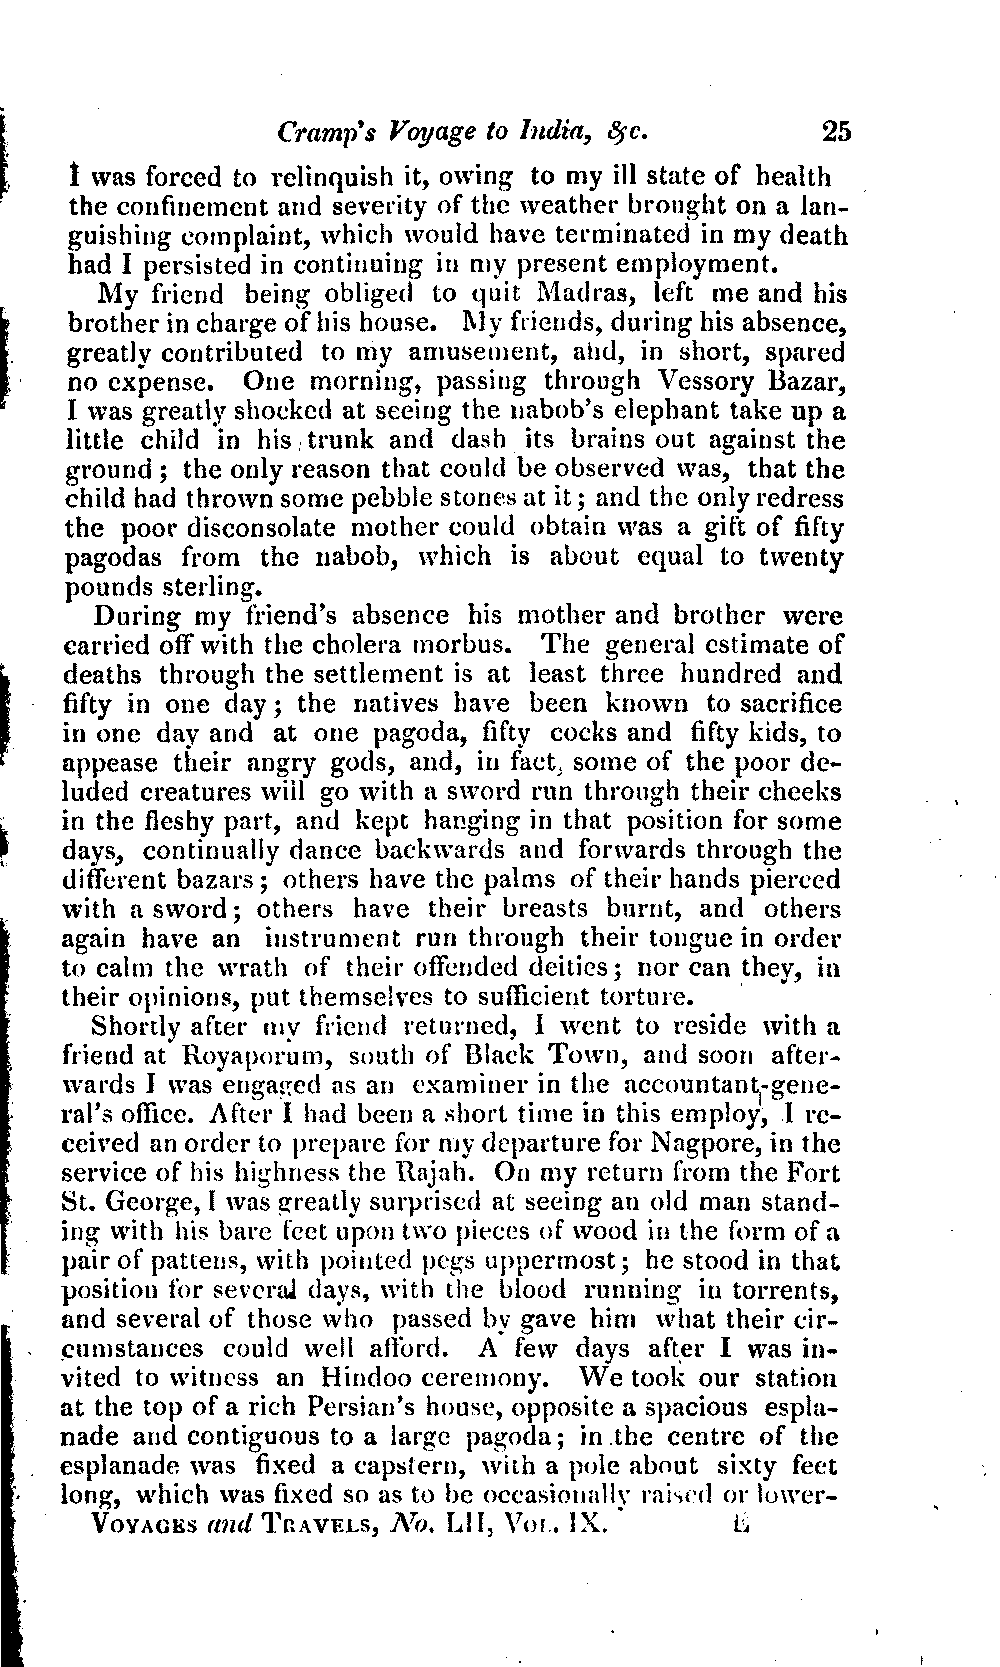 Cramp's Voyage to India, &c. 25
I was forced to relinquish it, owing to my ill state of health
the confinement and severity of the weather brought on a lan-
guishing complaint, which would have terminated in my death
had I persisted in continuing in my present employment.
My friend being obliged to quit Madras, left me and his
brother in charge of his house. My friends, during his absence,
greatly contributed to my amusement, and, in short, spared
no expense. One morning, passing through Vessory Bazar,
I was greatly shocked at seeing the nabob's elephant take up a
little child in his trunk and dash its brains out against the
ground; the only reason that could be observed was, that the
child had thrown some pebble stones at it; and the only redress
the poor disconsolate mother could obtain was a gift of fifty
pagodas from the nabob, which is about equal to twenty
pounds sterling.
During my friend's absence his mother and brother were
carried off with the cholera morbus. The general estimate of
deaths through the settlement is at least three hundred and
fifty in one day; the natives have been known to sacrifice
in one day and at one pagoda, fifty cocks and fifty kids, to
appease their angry gods, and, in fact, some of the poor de-
luded creatures will go with a sword run through their cheeks
in the fleshy part, and kept hanging in that position for some
days, continually dance backwards and forwards through the
different bazars; others have the palms of their hands pierced
with a sword; others have their breasts burnt, and others
again have an instrument run through their tongue in order
to calm the wrath of their offended deities; nor can they, in
their opinions, put themselves to sufficient torture.
Shortly after my friend returned, I went to reside with a
friend at Royaporum, south of Black Town, and soon after-
wards I was engaged as an examiner in the accountant-gene-
ral's office. After I had been a short time in this employ, I re-
ceived an order to prepare for my departure for Nagpore, in the
service of his highness the Rajah. On my return from the Fort
St. George, I was greatly surprised at seeing an old man stand-
ing with his bare feet upon two pieces of wood in the form of a
pair of pattens, with pointed pegs uppermost; he stood in that
position for several days, with the blood running in torrents,
and several of those who passed by gave him what their cir-
cumstances could well afford. A few days after I was in-
vited to witness an Hindoo ceremony. We took our station
at the top of a rich Persian's house, opposite a spacious espla-
nade and contiguous to a large pagoda; in the centre of the
esplanade was fixed a capstern, with a pole about sixty feet
long, which was fixed so as to be occasionally raised or lower-
VOYAGES and TRAVELS, No. LII, VOL. IX. E